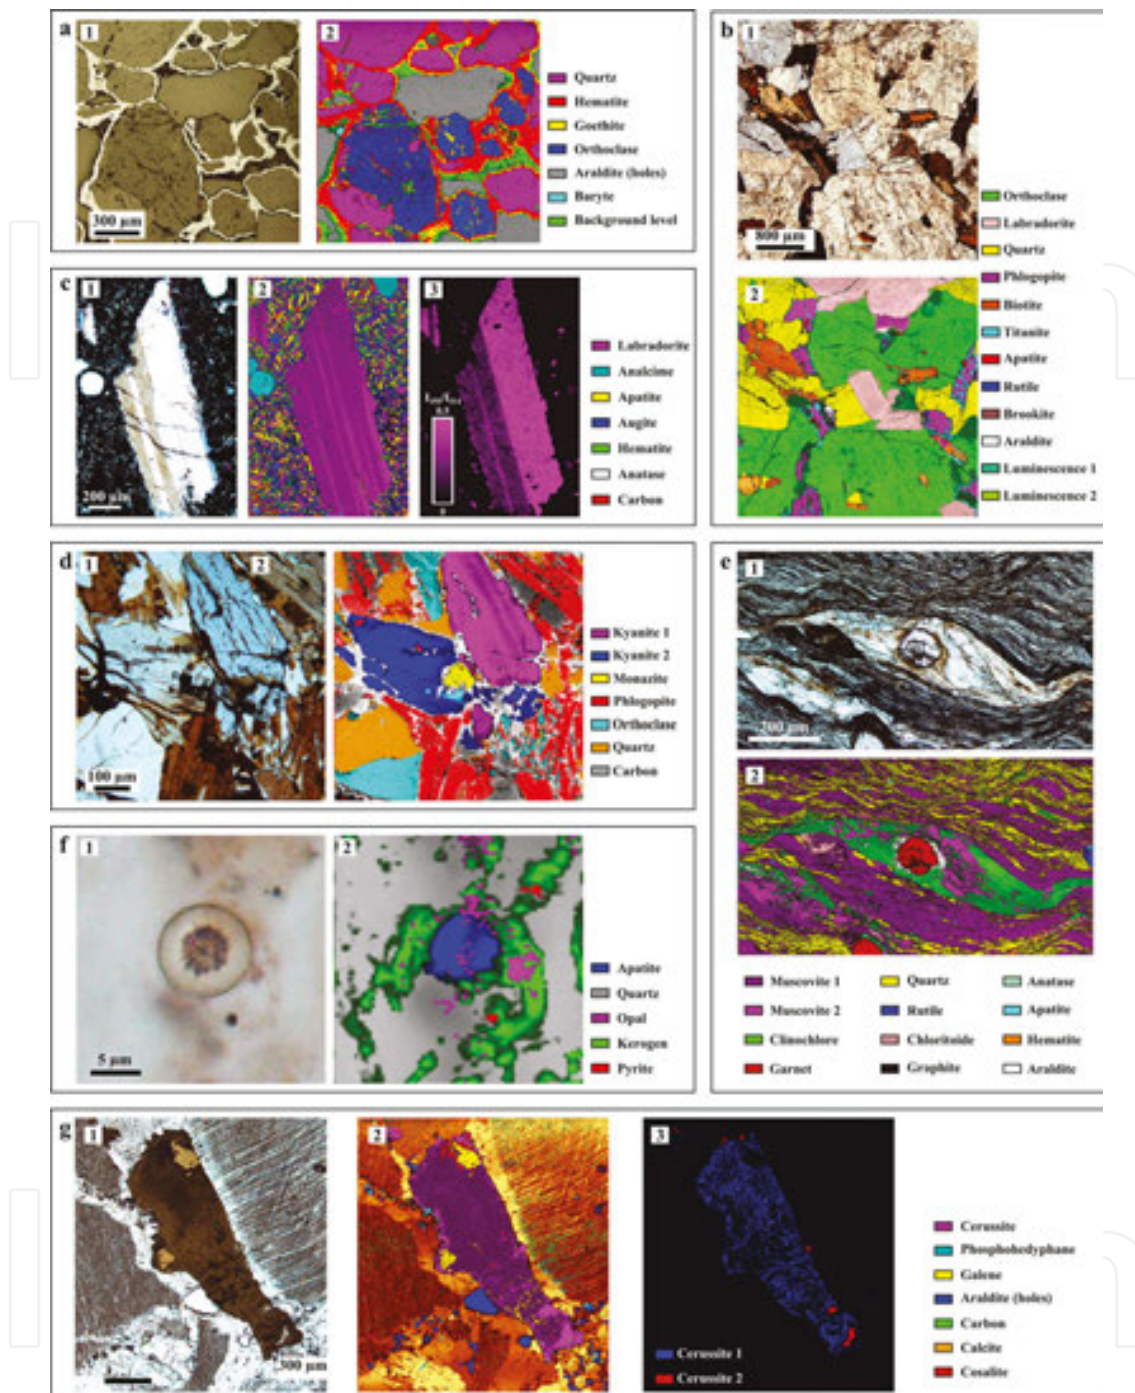 a
1
2
300 µm
Quartz
Hematite
Goethite
Orthoclase
Araldite (holes)
Baryte
Background level
b
1
800 µm
2
Orthoclase
Labradorite
Quartz
Phlogopite
Biotite
Titanite
Apatite
Rutile
Brookite
Araldite
Luminescence 1
Luminescence 2
c
1
2
3
200 µm
0.5
0
Labradorite
Analcime
Apatite
Augite
Hematite
Anatase
Carbon
d
1
2
100 µm
Kyanite 1
Kyanite 2
Monazite
Phlogopite
Orthoclase
Quartz
Carbon
e
1
200 µm
2
Muscovite 1
Quartz
Anatase
Muscovite 2
Rutile
Apatite
Clinochlore
Chloritoide
Hematite
Garnet
Graphite
Araldite
f
1
2
5 µm
Apatite
Quartz
Opal
Kerogen
Pyrite
g
1
2
3
300 µm
Cerussite 1
Cerussite 2
Cerussite
Phosphohedyphane
Galene
Araldite (holes)
Carbon
Calcite
Cosalite